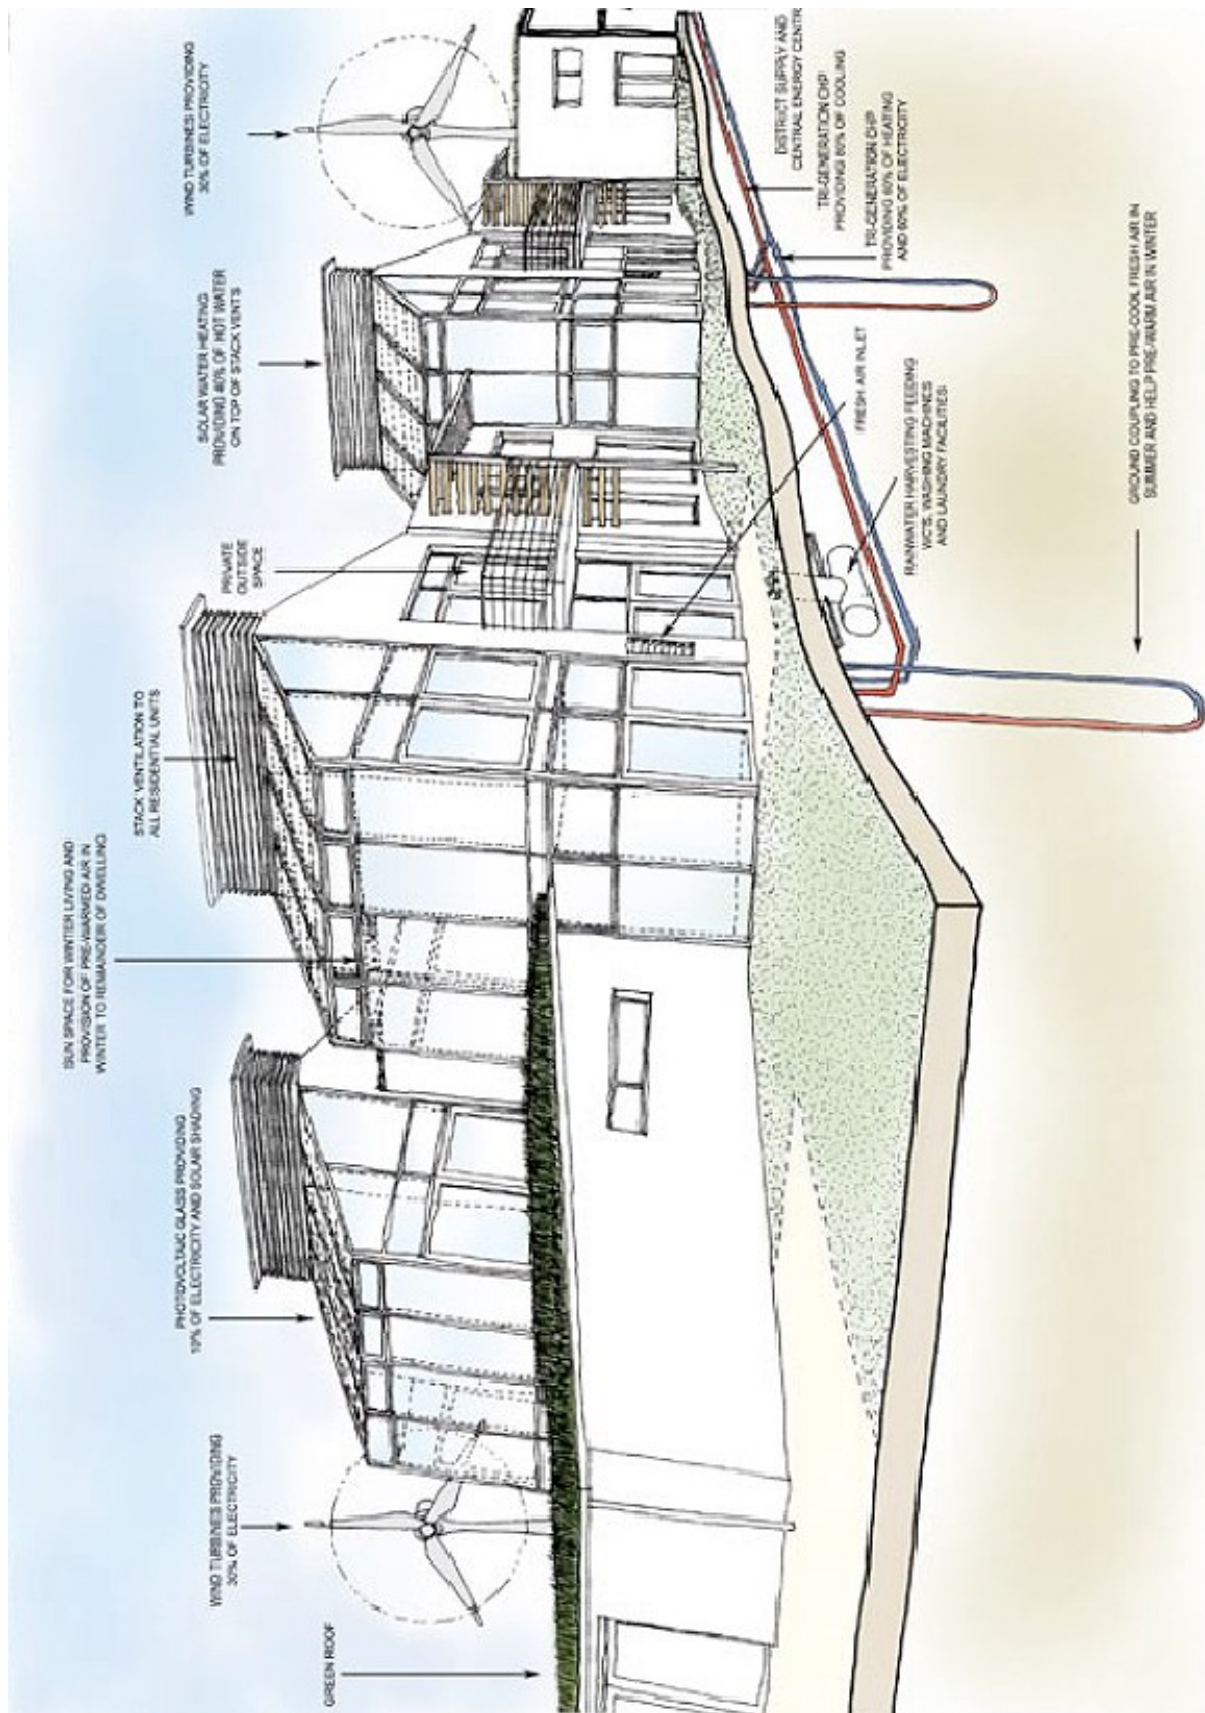 GREEN ROOF
WIND TURBINES PROVIDING
30% OF ELECTRICITY
PHOTOVOLTAIC GLASS PROVIDING
10% OF ELECTRICITY AND SOLAR SHADING
SUN SPACE FOR WINTER LIVING AND
PROVISION OF PRE-WARMED AIR IN
WINTER TO REMAINDER OF DWELLING
STACK VENTILATION TO
ALL RESIDENTIAL UNITS
PRIVATE
OUTSIDE
SPACE
SOLAR WATER HEATING
PROVIDING 40% OF HOT WATER
ON TOP OF STACK VENTS
WIND TURBINES PROVIDING
30% OF ELECTRICITY
DISTRICT SUPPLY AND
CENTRAL ENERGY CENTR
TRI-GENERATION CHP
PROVIDING 60% OF COOLING
TRI-GENERATION CHP
PROVIDING 60% OF HEATING
AND 60% OF ELECTRICITY
FRESH AIR INLET
RAINWATER HARVESTING FEEDING
WC'S, WASHING MACHINES
AND LAUNDRY FACILITIES
GROUND COUPLING TO PRE-COOL FRESH AIR IN
SUMMER AND HELP PRE-WARM AIR IN WINTER